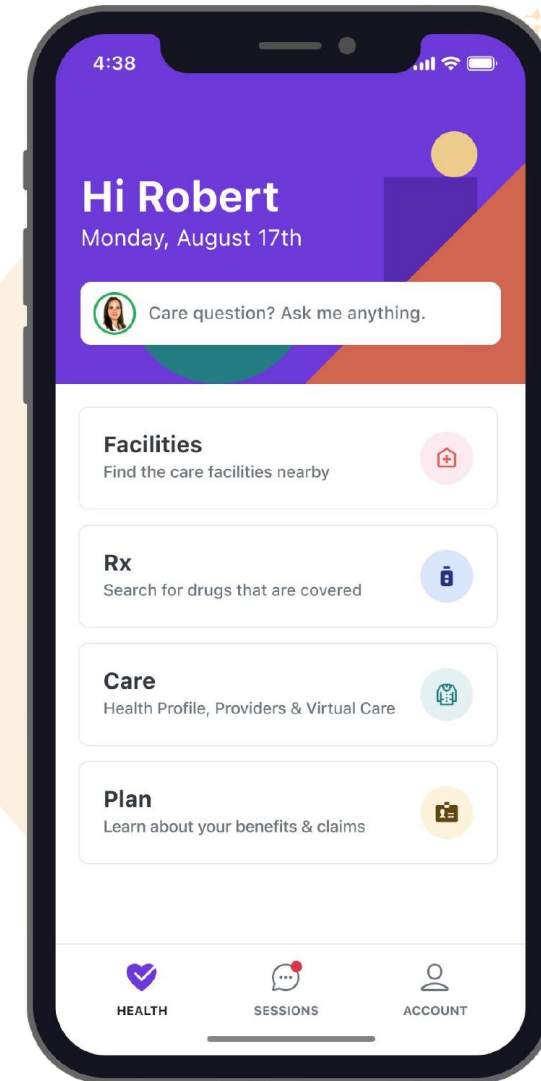 4:38
Hi Robert
Monday, August 17th
Care question? Ask me anything.
Facilities
Find the care facilities nearby
Rx
Search for drugs that are covered
Care
Health Profile, Providers & Virtual Care
Plan
Learn about your benefits & claims
HEALTH SESSIONS ACCOUNT